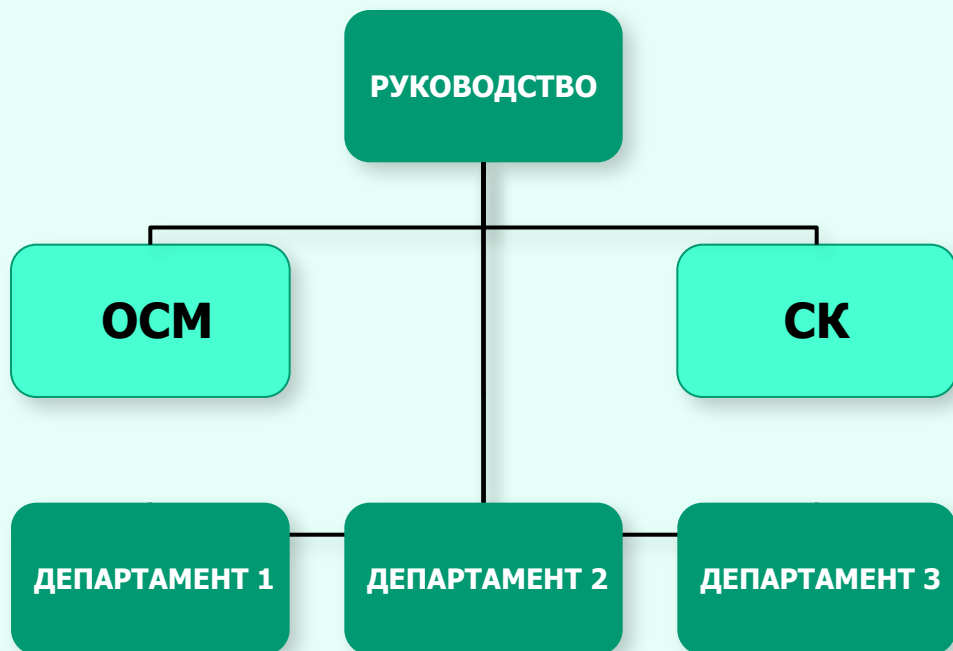 РУКОВОДСТВО
ОСМ
СК
ДЕПАРТАМЕНТ 1
ДЕПАРТАМЕНТ 2
ДЕПАРТАМЕНТ 3